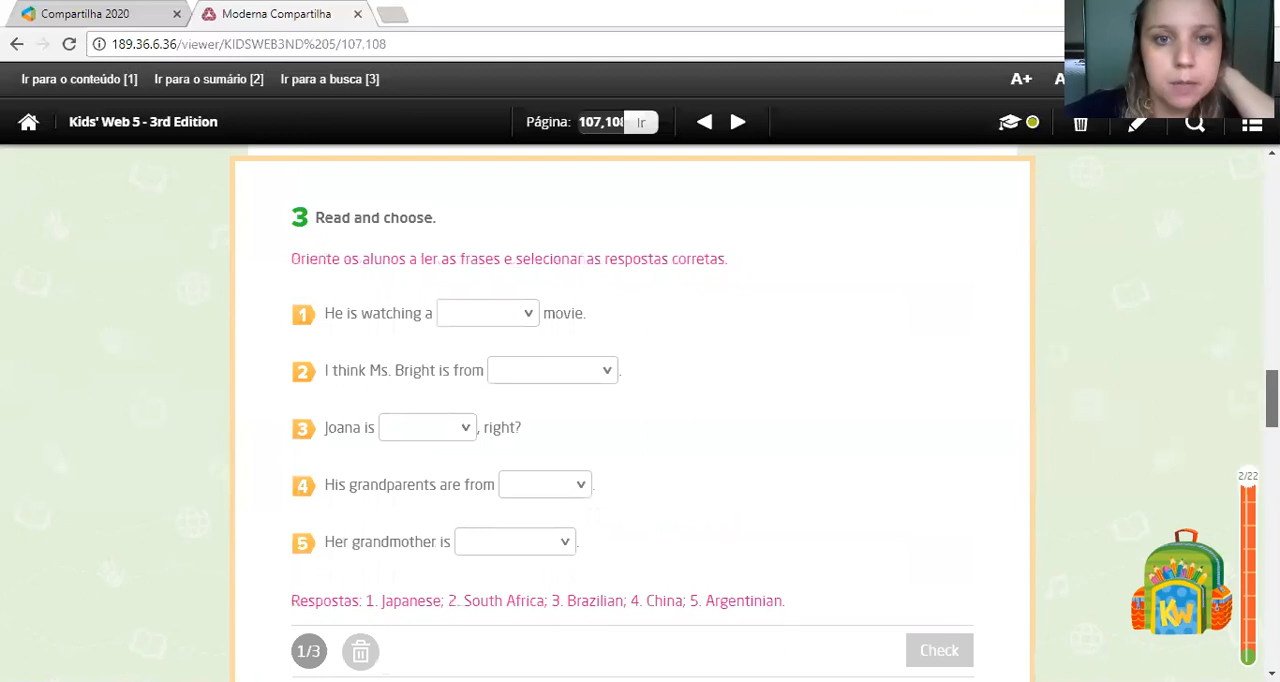 Compartilha 2020
Moderna Compartilha
189.36.6.36/viewer/KIDSWEB3ND%205/107.108
Ir para o conteúdo [1] Ir para o sumário [2] Ir para a busca [3] A+
Kids' Web 5 - 3rd Edition Página: 107,108 Ir
3 Read and choose.
Oriente os alunos a ler as frases e selecionar as respostas corretas.
1 He is watching a movie.
2 I think Ms. Bright is from .
3 Joana is , right?
4 His grandparents are from .
5 Her grandmother is .
Respostas: 1. Japanese; 2. South Africa; 3. Brazilian; 4. China; 5. Argentinian.
1/3 Check
2/22
KW